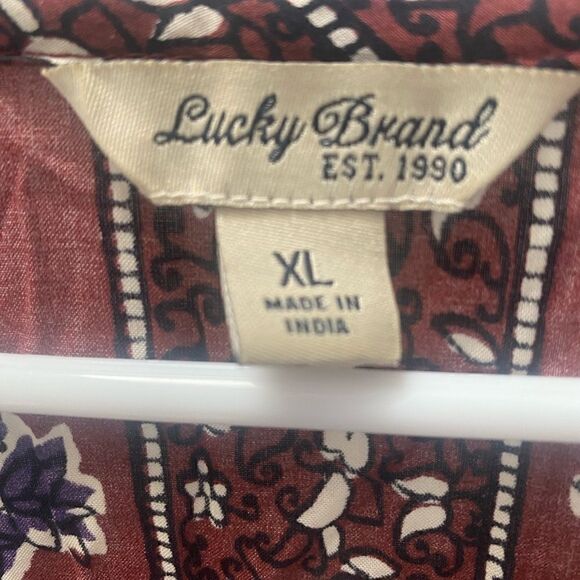 Lucky Brand
EST. 1990
XL
MADE IN
INDIA